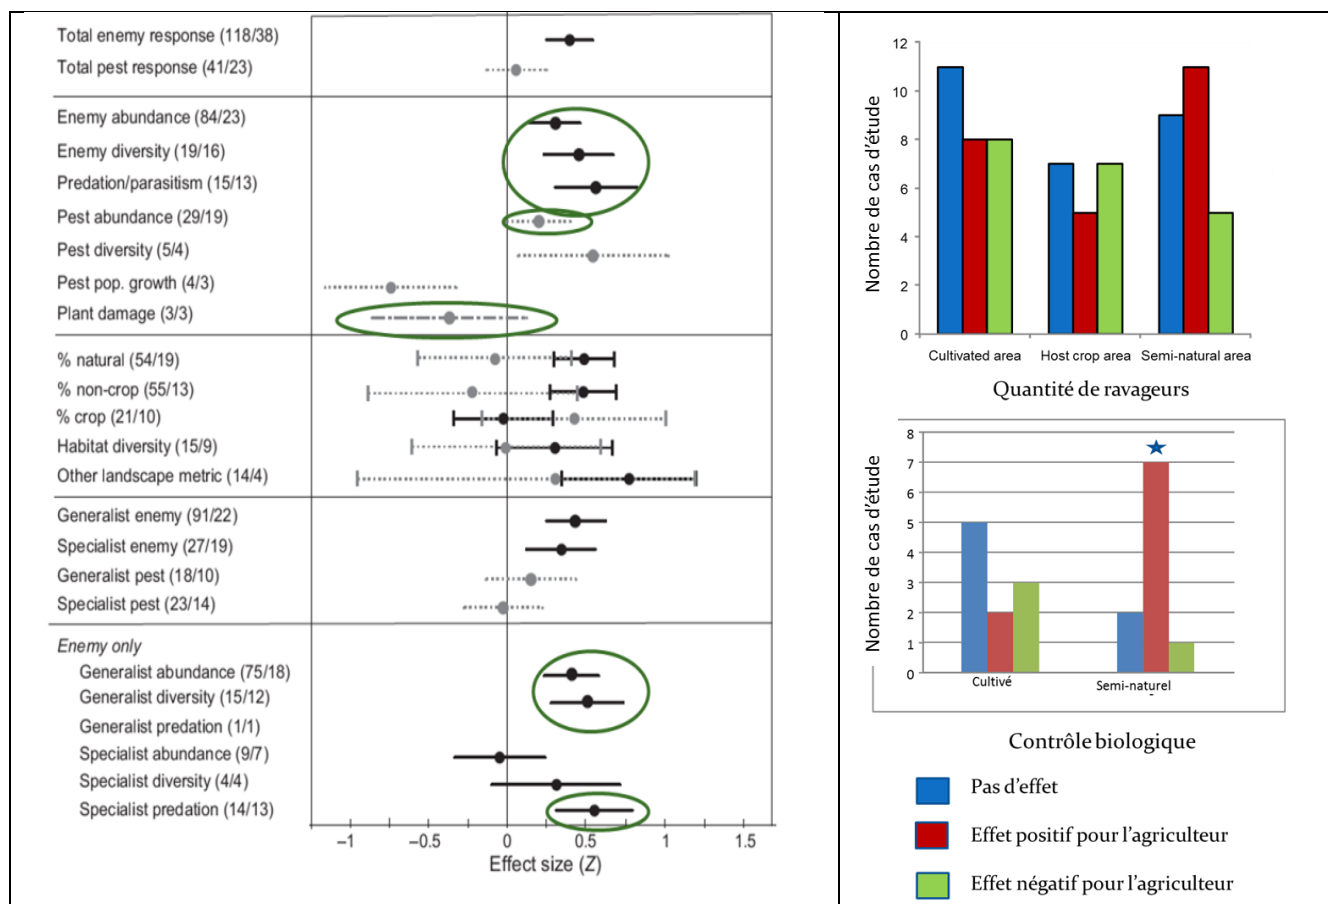 Total enemy response (118/38)
Total pest response (41/23)
Enemy abundance (84/23)
Enemy diversity (19/16)
Predation/parasitism (15/13)
Pest abundance (29/19)
Pest diversity (5/4)
Pest pop. growth (4/3)
Plant damage (3/3)
% natural (54/19)
% non-crop (55/13)
% crop (21/10)
Habitat diversity (15/9)
Other landscape metric (14/4)
Generalist enemy (91/22)
Specialist enemy (27/19)
Generalist pest (18/10)
Specialist pest (23/14)
Enemy only
Generalist abundance (75/18)
Generalist diversity (15/12)
Generalist predation (1/1)
Specialist abundance (9/7)
Specialist diversity (4/4)
Specialist predation (14/13)
–1 –0.5 0 0.5 1 1.5
Effect size (Z)
Nombre de cas d'étude
12
10
8
6
4
2
0
Cultivated area Host crop area Semi-natural area
Quantité de ravageurs
Nombre de cas d'étude
8
7
6
5
4
3
2
1
0
Cultivé Semi-naturel
Contrôle biologique
Pas d'effet
Effet positif pour l'agriculteur
Effet négatif pour l'agriculteur